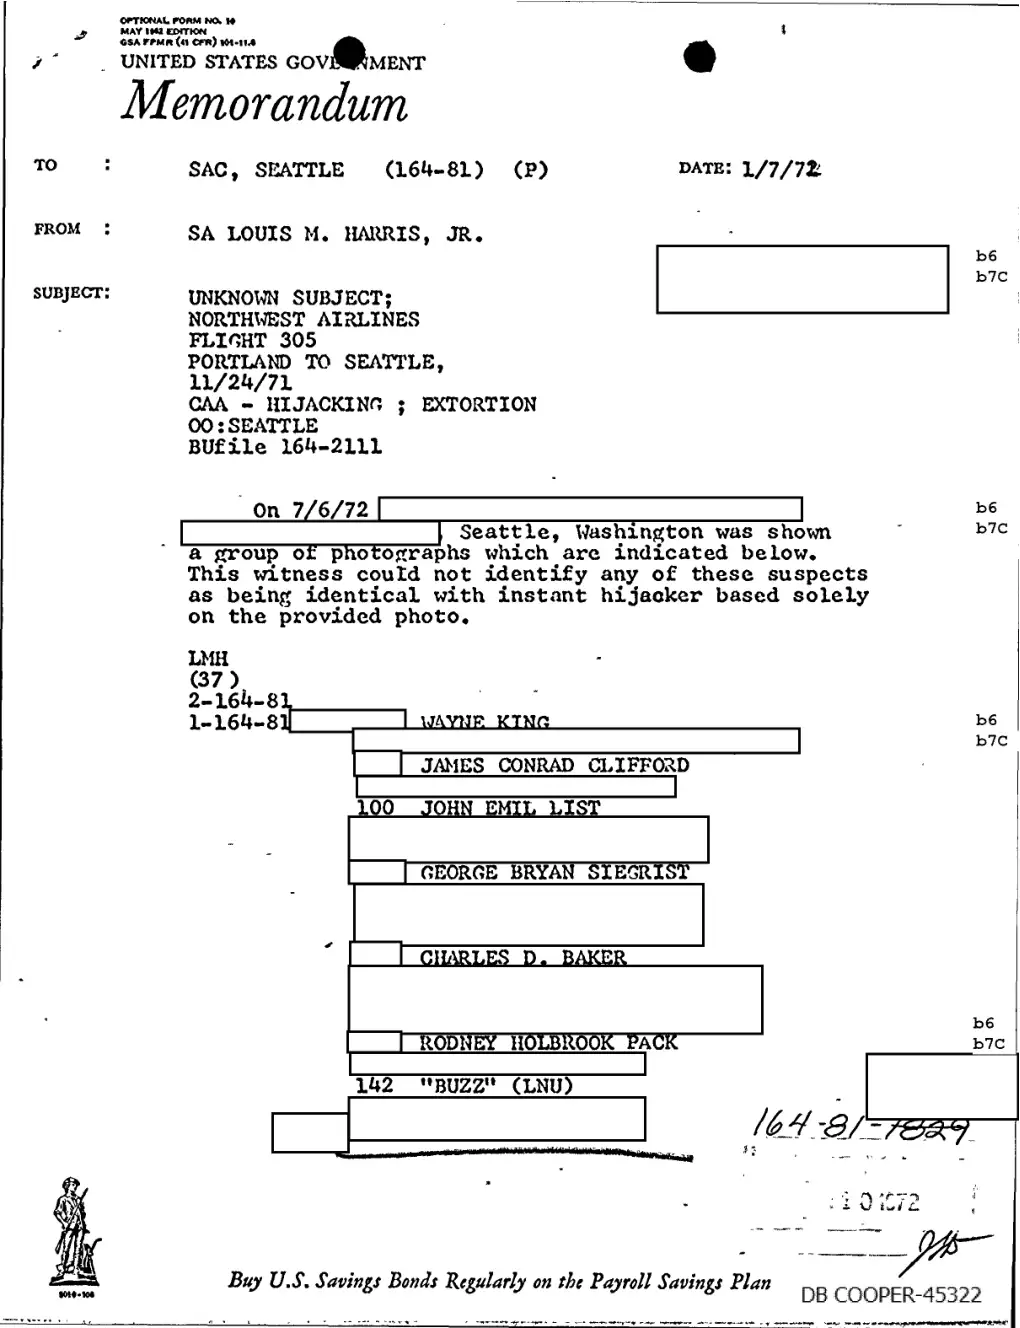 OPTIONAL FORM NO. 10
MAY 1962 EDITION
GSA FPMR (41 CFR) 101-11.6
UNITED STATES GOVERNMENT
Memorandum
TO : SAC, SEATTLE (164-81) (P) DATE: 1/7/72
FROM : SA LOUIS M. HARRIS, JR.
b6
b7C
SUBJECT: UNKNOWN SUBJECT;
NORTHWEST AIRLINES
FLIGHT 305
PORTLAND TO SEATTLE,
11/24/71
CAA - HIJACKING ; EXTORTION
OO:SEATTLE
BUfile 164-2111
On 7/6/72 b6
Seattle, Washington was shown b7C
a group of photographs which are indicated below.
This witness could not identify any of these suspects
as being identical with instant hijacker based solely
on the provided photo.
LMH
(37)
2-164-81
1-164-81 WAYNE KING b6
b7C
JAMES CONRAD CLIFFORD
100 JOHN EMIL LIST
GEORGE BRYAN SIEGRIST
CHARLES D. BAKER
b6
RODNEY HOLBROOK PACK b7C
142 "BUZZ" (LNU)
164-81-1829
1972
Buy U.S. Savings Bonds Regularly on the Payroll Savings Plan
5010-108
DB COOPER-45322